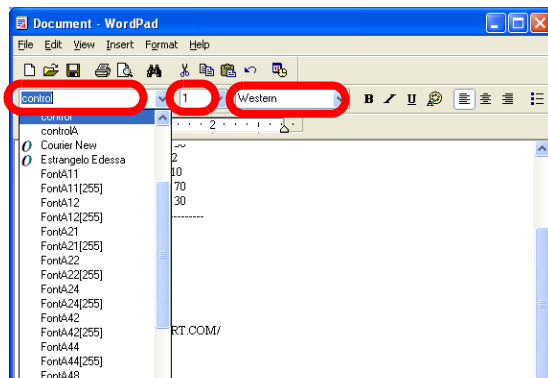 Document - WordPad
File Edit View Insert Format Help
control 1 Western B / U
control
controlA
· · · 2 · · · · · ·
O Courier New
O Estrangelo Edessa 2
FontA11 10
FontA11[255] 70
FontA12 30
FontA12[255] ---------
FontA21
FontA21[255]
FontA22
FontA22[255]
FontA24
FontA24[255]
FontA42
FontA42[255] RT.COM/
FontA44
FontA44[255]
FontA48